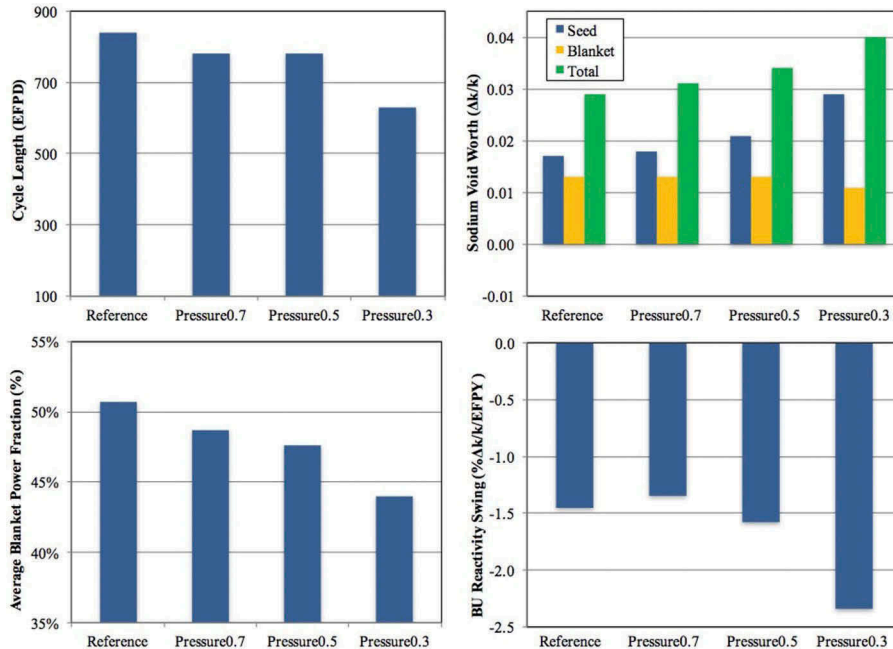 Cycle Length (EFPD)
900
700
500
300
100
Reference Pressure0.7 Pressure0.5 Pressure0.3
Sodium Void Worth (Δk/k)
0.04
0.03
0.02
0.01
0.00
-0.01
Seed
Blanket
Total
Reference Pressure0.7 Pressure0.5 Pressure0.3
Average Blanket Power Fraction (%)
55%
50%
45%
40%
35%
Reference Pressure0.7 Pressure0.5 Pressure0.3
BU Reactivity Swing (%Δk/k/EFPY)
0.0
-0.5
-1.0
-1.5
-2.0
-2.5
Reference Pressure0.7 Pressure0.5 Pressure0.3